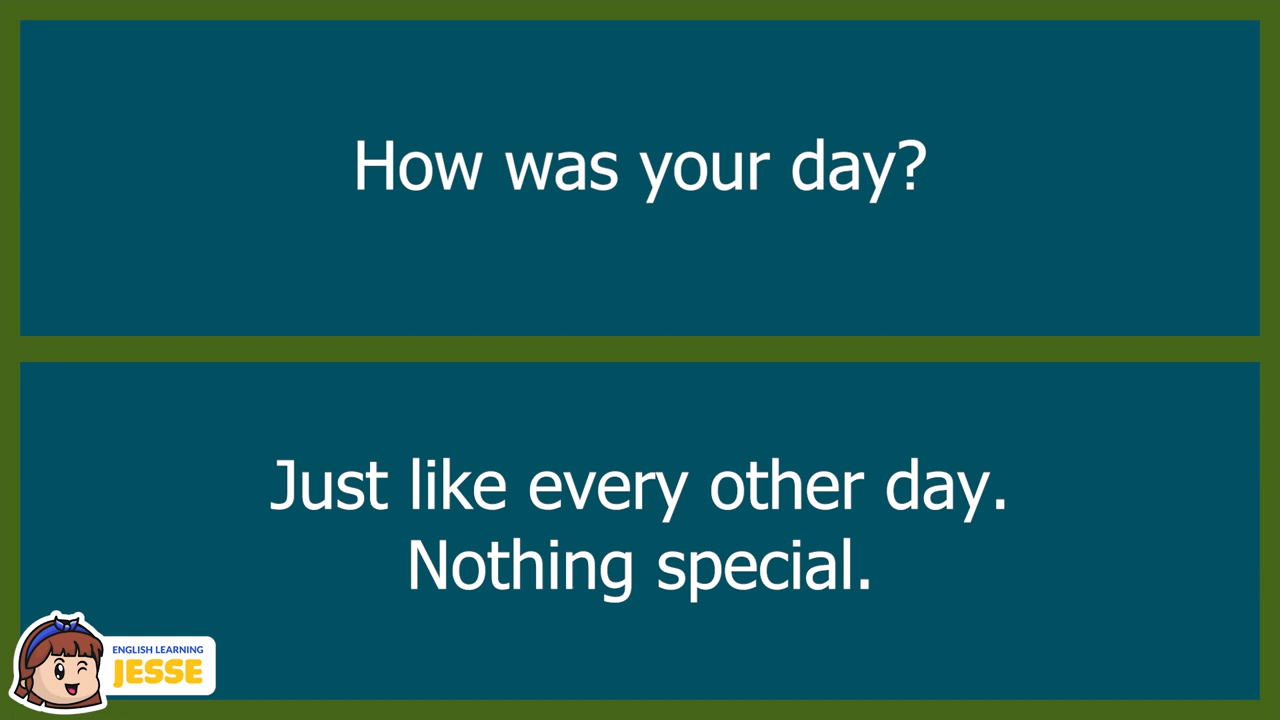 How was your day?
Just like every other day.
Nothing special.
ENGLISH LEARNING
JESSE